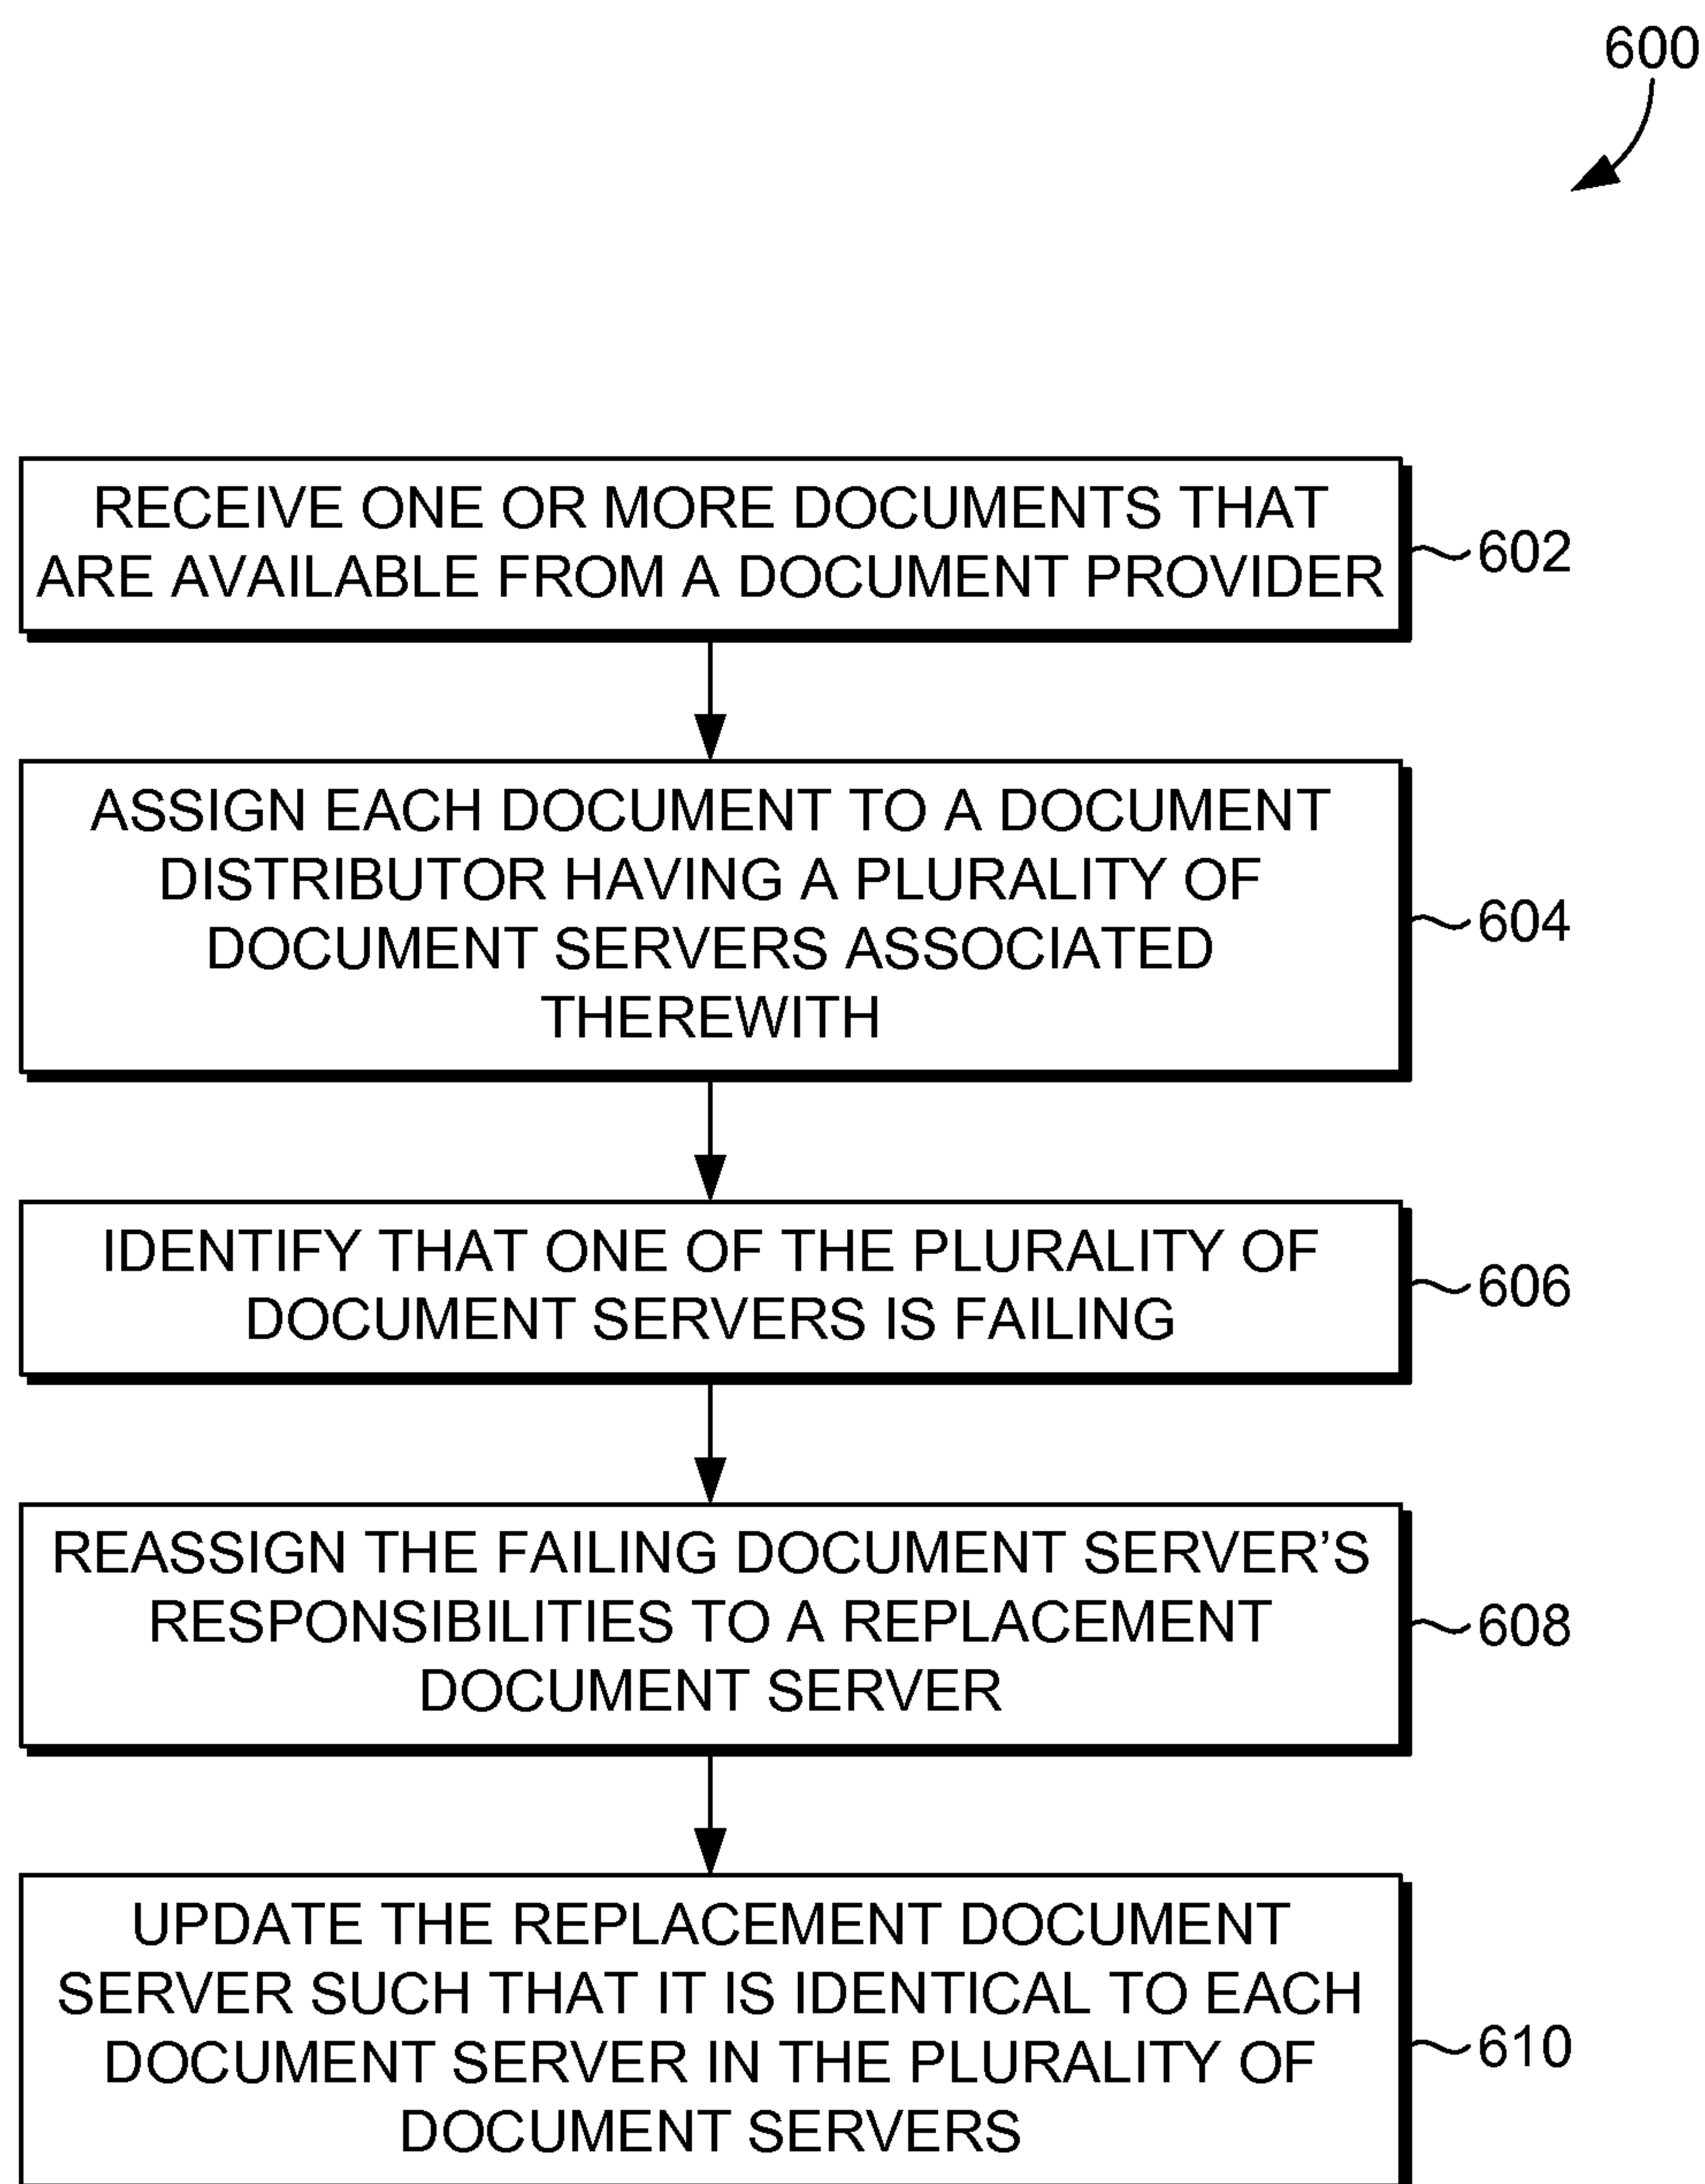 600
RECEIVE ONE OR MORE DOCUMENTS THAT
ARE AVAILABLE FROM A DOCUMENT PROVIDER
602
ASSIGN EACH DOCUMENT TO A DOCUMENT
DISTRIBUTOR HAVING A PLURALITY OF
DOCUMENT SERVERS ASSOCIATED
THEREWITH
604
IDENTIFY THAT ONE OF THE PLURALITY OF
DOCUMENT SERVERS IS FAILING
606
REASSIGN THE FAILING DOCUMENT SERVER’S
RESPONSIBILITIES TO A REPLACEMENT
DOCUMENT SERVER
608
UPDATE THE REPLACEMENT DOCUMENT
SERVER SUCH THAT IT IS IDENTICAL TO EACH
DOCUMENT SERVER IN THE PLURALITY OF
DOCUMENT SERVERS
610